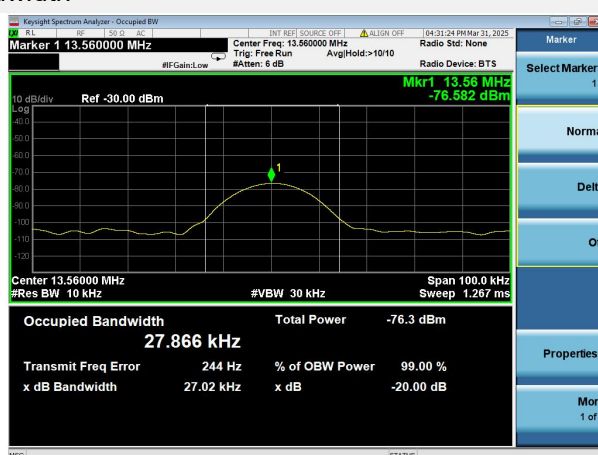 Keysight Spectrum Analyzer - Occupied BW
RL RF 50 Ω AC INT REF SOURCE OFF ALIGN OFF 04:31:24 PM Mar 31, 2025
Marker 1 13.560000 MHz
Center Freq: 13.560000 MHz
Radio Std: None
Trig: Free Run
Avg|Hold:>10/10
#IFGain:Low
#Atten: 6 dB
Radio Device: BTS
Mkr1 13.56 MHz
-76.582 dBm
10 dB/div Ref -30.00 dBm
Log
-40.0
-50.0
-60.0
1
-70.0
-80.0
-90.0
-100
-110
-120
Center 13.56000 MHz Span 100.0 kHz
#Res BW 10 kHz #VBW 30 kHz Sweep 1.267 ms
Occupied Bandwidth Total Power -76.3 dBm
27.866 kHz
Transmit Freq Error 244 Hz % of OBW Power 99.00 %
x dB Bandwidth 27.02 kHz x dB -20.00 dB
Marker
Select Marker
1
Norma
Delt
Of
Properties
Mor
1 of
MSG STATUS